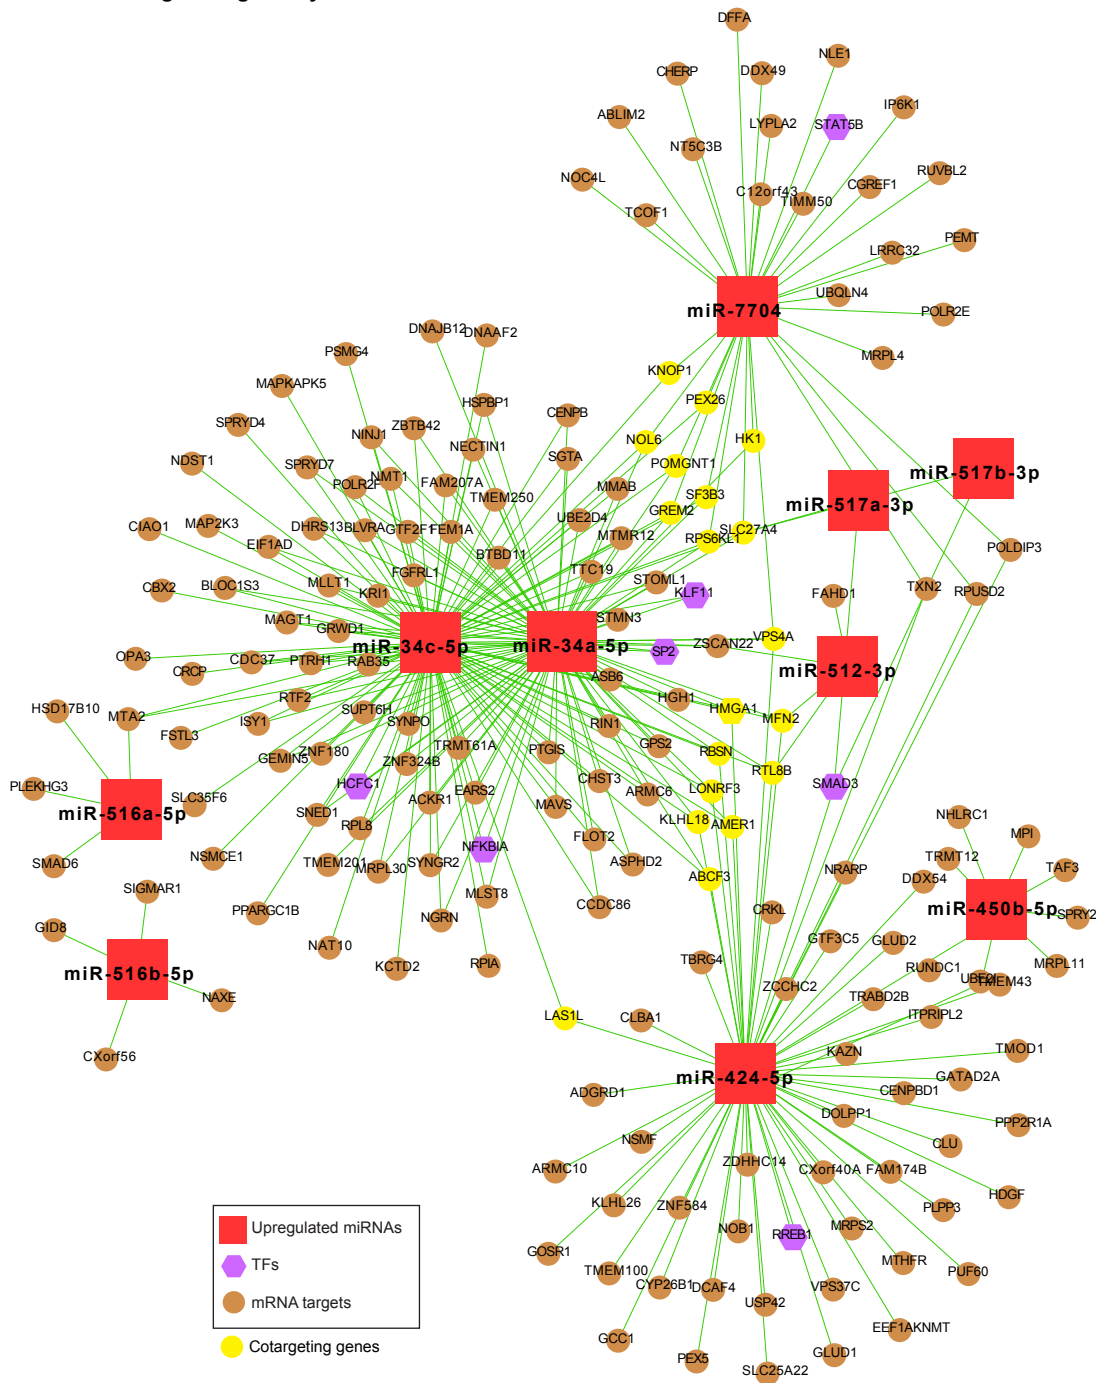 DFFA
NLE1
CHERP
DDX49
IP6K1
ABLIM2
LYPLA2
STAT5B
NT5C3B
RUVBL2
NOC4L
C12orf43
CGREF1
TIMM50
TCOF1
PEMT
LRRC32
UBQLN4
miR-7704
POLR2E
DNAJB12
DNAAF2
PSMG4
MRPL4
KNOP1
MAPKAPK5
PEX26
HSPBP1
CENPB
SPRYD4
ZBTB42
NINJ1
NOL6
HK1
NECTIN1
SGTA
NDST1
SPRYD7
POMGNT1
miR-517b-3p
NMT1
POLR2F
FAM207A
MMAB
TMEM250
SF3B3
miR-517a-3p
GREM2
CIAO1
MAP2K3
DHRS13
BLVRA
GTF2F1
FEM1A
UBE2D4
MTMR12
RPS6KL1
SLC27A4
EIF1AD
BTBD11
POLDIP3
FGFRL1
TTC19
CBX2
BLOC1S3
MLLT1
STOML1
TXN2
RPUSD2
KRI1
KLF11
FAHD1
MAGT1
GRWD1
STMN3
miR-34c-5p
miR-34a-5p
ZSCAN22
VPS4A
OPA3
CDC37
PTRH1
RAB35
SP2
miR-512-3p
CRCP
ASB6
RTF2
HGH1
HSD17B10
MTA2
SUPT6H
HMGA1
ISY1
SYNPO
RIN1
MFN2
FSTL3
TRMT61A
GPS2
RBSN
ZNF180
PTGIS
GEMIN5
ZNF324B
RTL8B
PLEKHG3
HCFC1
EARS2
CHST3
LONRF3
SMAD3
SLC35F6
ACKR1
ARMC6
miR-516a-5p
SNED1
MAVS
RPL8
KLHL18
AMER1
NHLRC1
FLOT2
MPI
NSMCE1
NFKBIA
TRMT12
SMAD6
TMEM201
MRPL30
SYNGR2
ASPHD2
TAF3
NRARP
DDX54
ABCF3
SIGMAR1
MLST8
miR-450b-5p
PPARGC1B
CCDC86
CRKL
SPRY2
NGRN
GID8
GTF3C5
GLUD2
NAT10
KCTD2
RPIA
TBRG4
MRPL11
miR-516b-5p
RUNDC1
UBE2I
TMEM43
ZCCHC2
NAXE
TRABD2B
LAS1L
CLBA1
ITPRIPL2
CXorf56
KAZN
TMOD1
miR-424-5p
GATAD2A
ADGRD1
CENPBD1
DOLPP1
PPP2R1A
NSMF
CLU
ZDHHC14
ARMC10
CXorf40A
FAM174B
HDGF
KLHL26
ZNF584
PLPP3
Upregulated miRNAs
NOB1
RREB1
MRPS2
GOSR1
MTHFR
TFs
TMEM100
PUF60
CYP26B1
DCAF4
VPS37C
mRNA targets
USP42
EEF1AKNMT
GCC1
Cotargeting genes
GLUD1
PEX5
SLC25A22